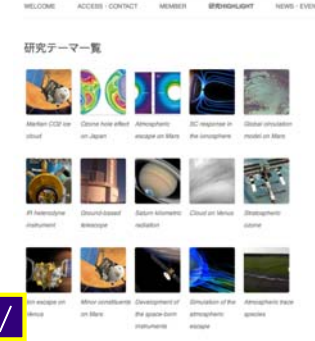 WELCOME ACCESS・CONTACT MEMBER 研究HIGHLIGHT NEWS・EVEN
研究テーマ一覧
Martian CO2 ice cloud
Ozone hole effect on Japan
Atmospheric escape on Mars
SC response in the ionosphere
Global circulation model on Mars
IR heterodyne instrument
Ground-based telescope
Saturn kilometric radiation
Cloud on Venus
Stratospheric ozone
Ion escape on Venus
Minor constituents on Mars
Development of the space-born instruments
Simulation of the atmospheric escape
Atmospheric trace species
/